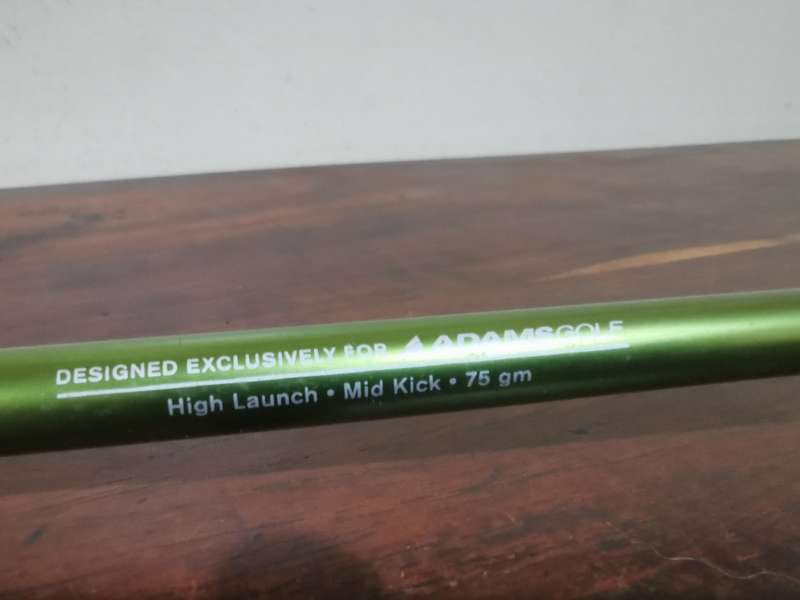 DESIGNED EXCLUSIVELY FOR ADAMSGOLF
High Launch • Mid Kick • 75 gm